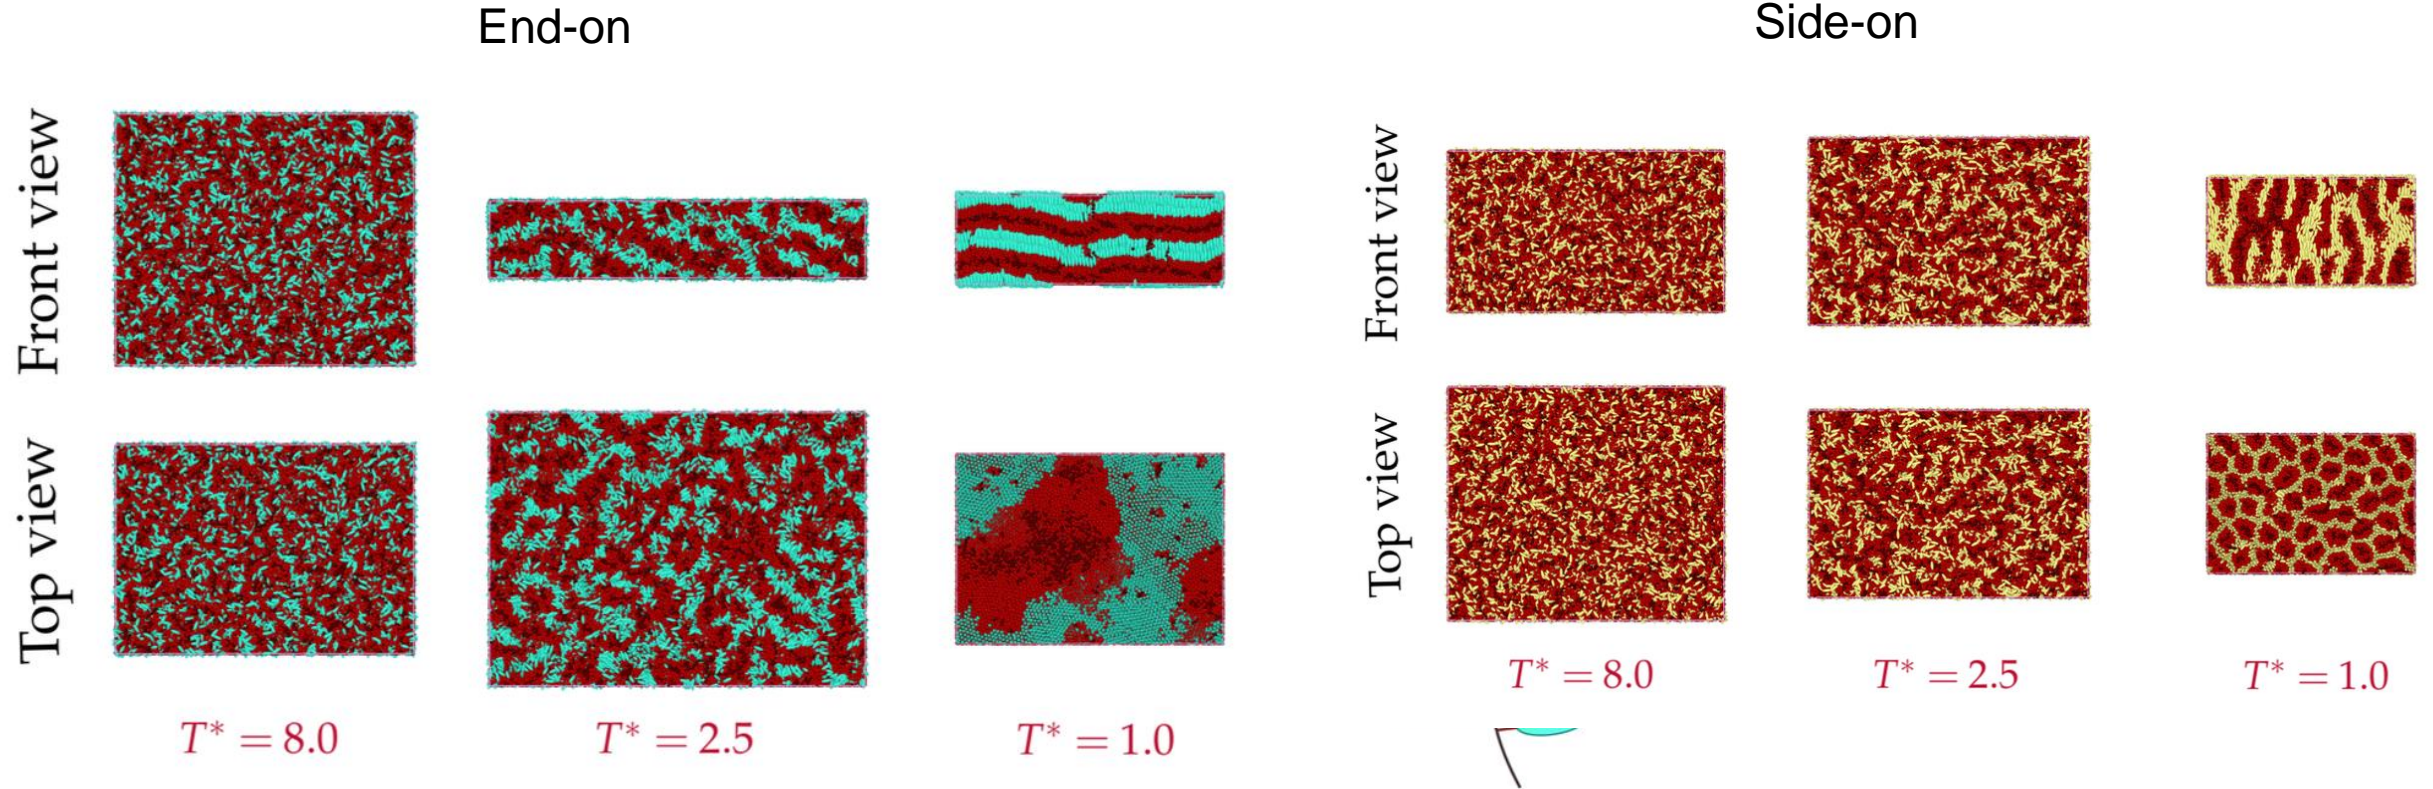 End-on
Front view
Top view
T* = 8.0
T* = 2.5
T* = 1.0
Side-on
Front view
Top view
T* = 8.0
T* = 2.5
T* = 1.0